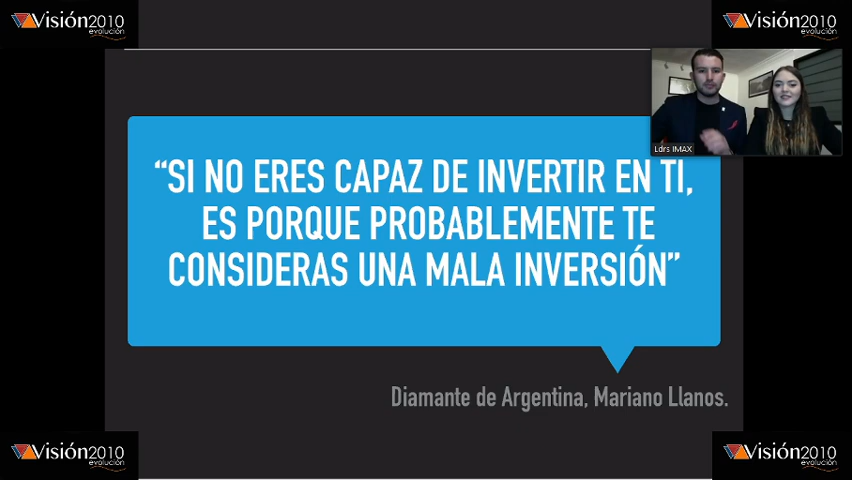 Visión2010
evolución
Visión2010
evolución
Ldrs IMAX
“SI NO ERES CAPAZ DE INVERTIR EN TI,
ES PORQUE PROBABLEMENTE TE
CONSIDERAS UNA MALA INVERSIÓN”
Diamante de Argentina, Mariano Llanos.
Visión2010
evolución
Visión2010
evolución